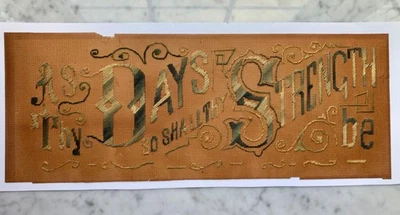 As Thy DAYS
SO SHALL THY STRENGTH be